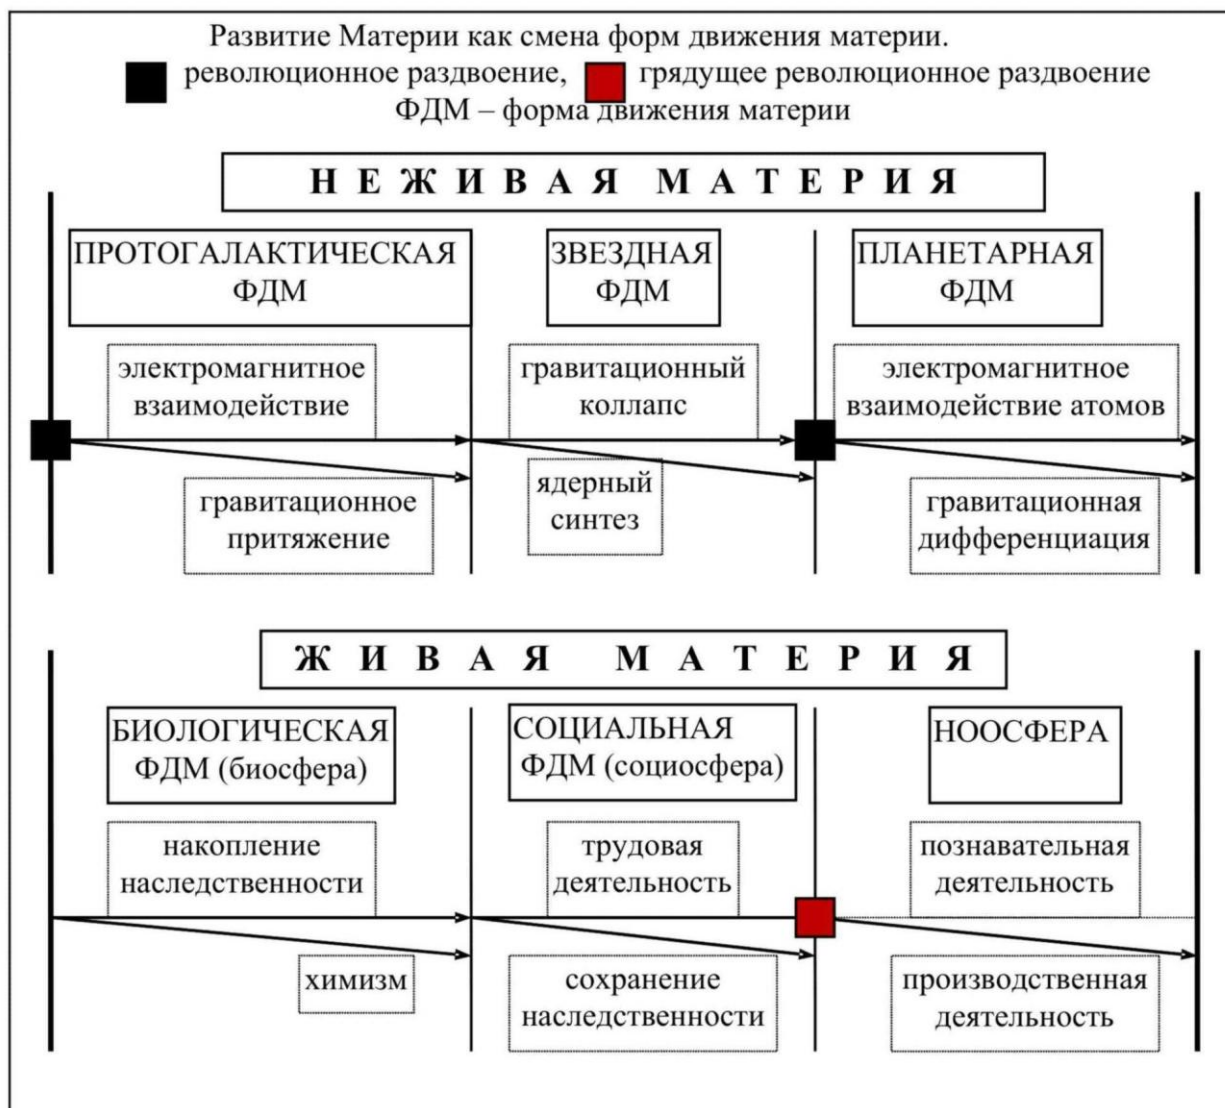 Развитие Материи как смена форм движения материи.
революционное раздвоение, грядущее революционное раздвоение
ФДМ – форма движения материи
НЕЖИВАЯ МАТЕРИЯ
ПРОТОГАЛАКТИЧЕСКАЯ
ФДМ
ЗВЕЗДНАЯ
ФДМ
ПЛАНЕТАРНАЯ
ФДМ
электромагнитное
взаимодействие
гравитационный
коллапс
электромагнитное
взаимодействие атомов
гравитационное
притяжение
ядерный
синтез
гравитационная
дифференциация
ЖИВАЯ МАТЕРИЯ
БИОЛОГИЧЕСКАЯ
ФДМ (биосфера)
СОЦИАЛЬНАЯ
ФДМ (социосфера)
НООСФЕРА
накопление
наследственности
трудовая
деятельность
познавательная
деятельность
химизм
сохранение
наследственности
производственная
деятельность